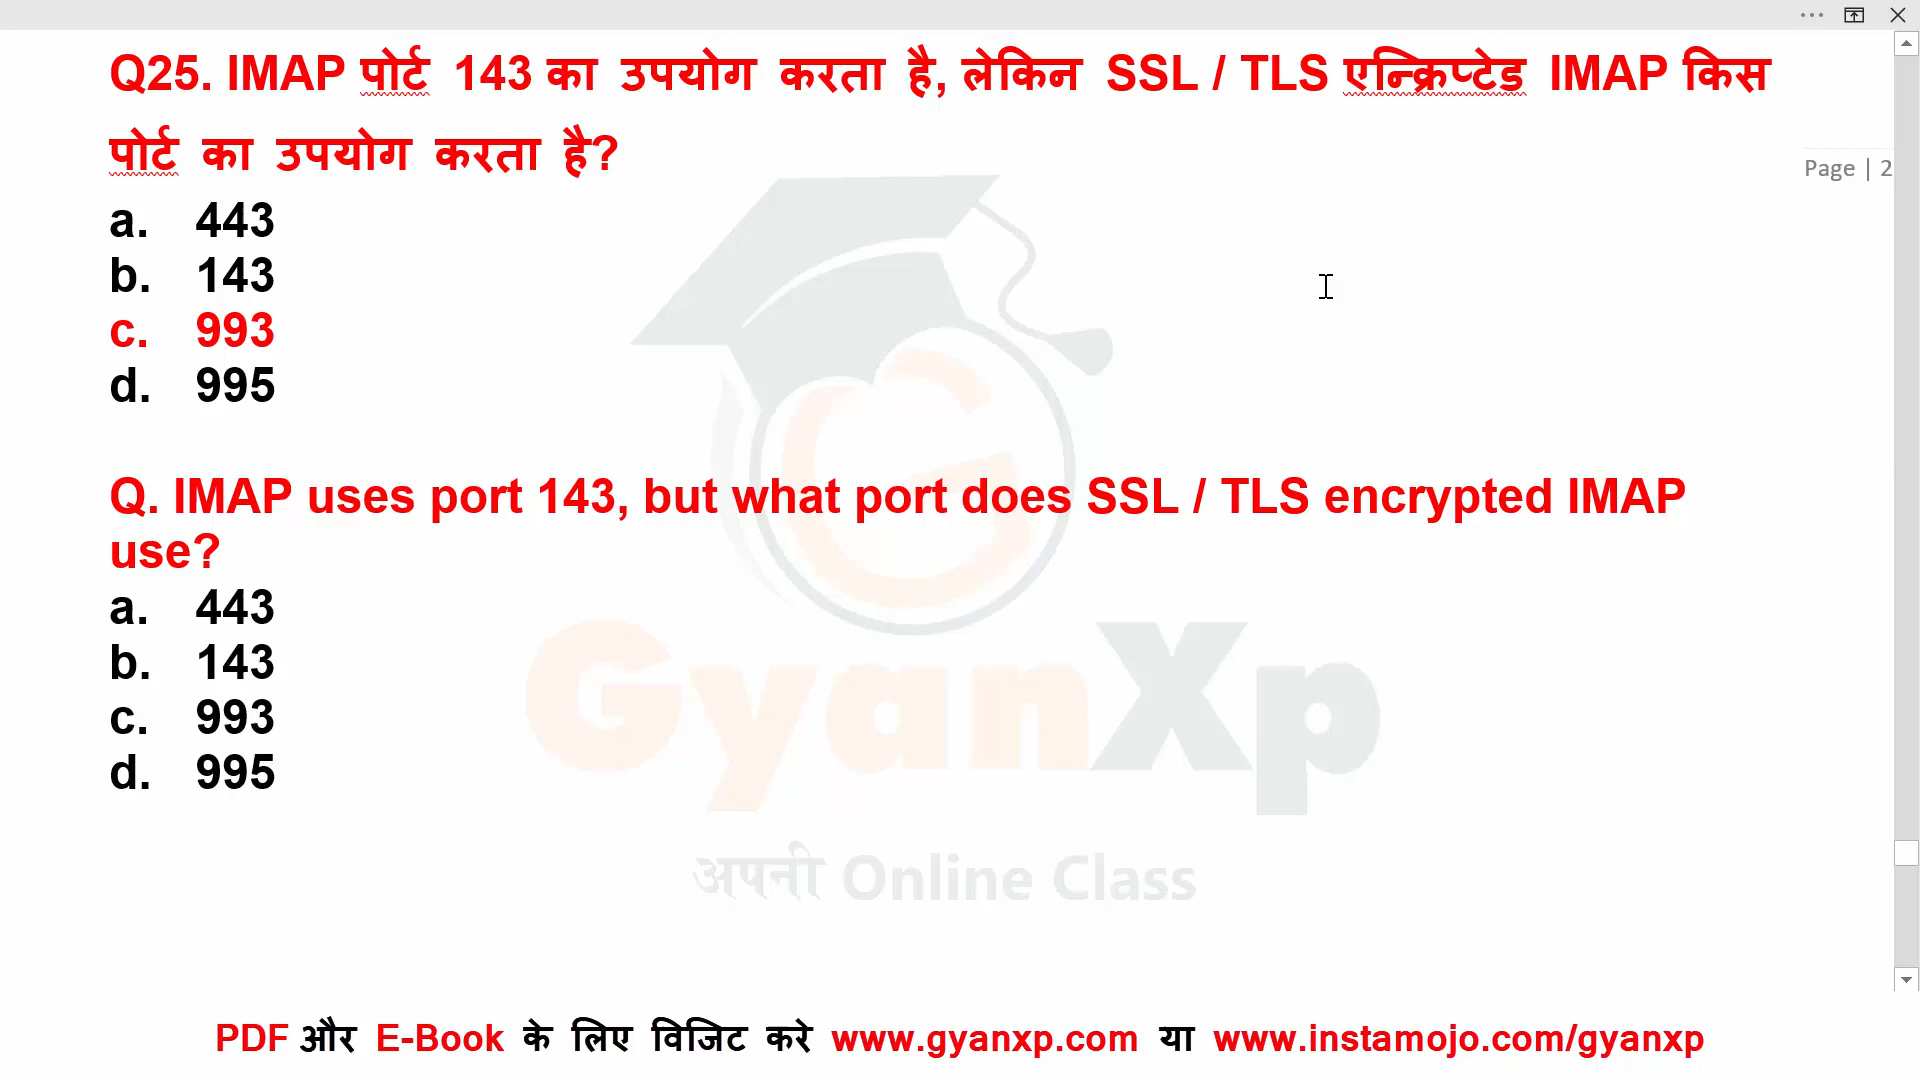 Q25. IMAP पोर्ट 143 का उपयोग करता है, लेकिन SSL / TLS एन्क्रिप्टेड IMAP किस
पोर्ट का उपयोग करता है?
Page | 2
a. 443
b. 143
c. 993
d. 995
Q. IMAP uses port 143, but what port does SSL / TLS encrypted IMAP
use?
a. 443
b. 143
c. 993
d. 995
GyanXp
अपनी Online Class
PDF और E-Book के लिए विजिट करे www.gyanxp.com या www.instamojo.com/gyanxp